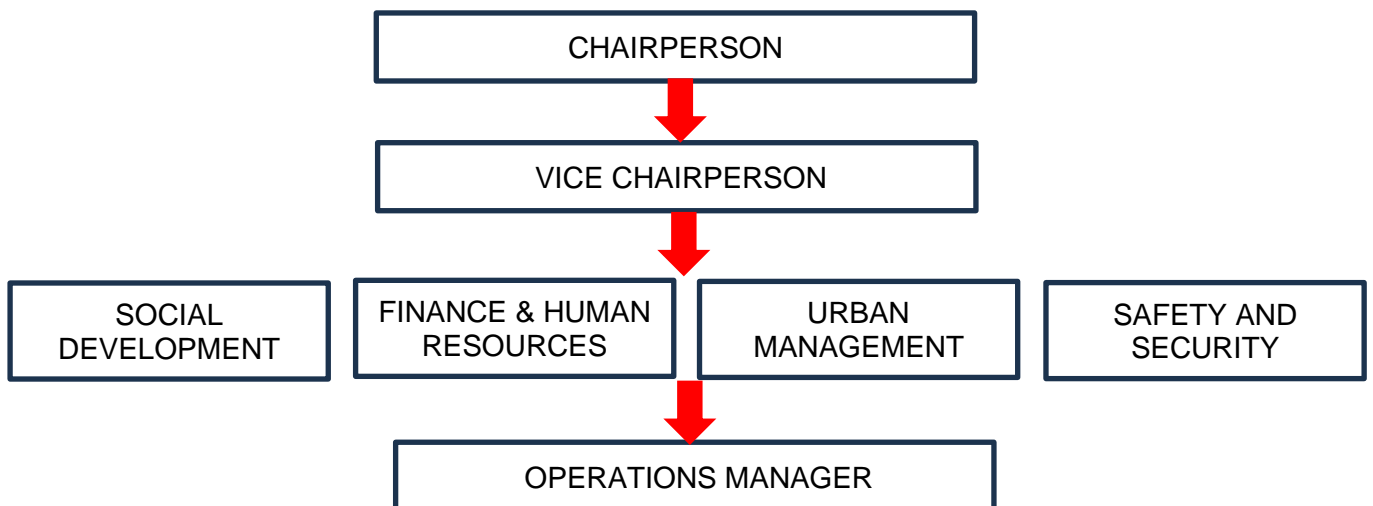 CHAIRPERSON
VICE CHAIRPERSON
SOCIAL
DEVELOPMENT
FINANCE & HUMAN
RESOURCES
URBAN
MANAGEMENT
SAFETY AND
SECURITY
OPERATIONS MANAGER